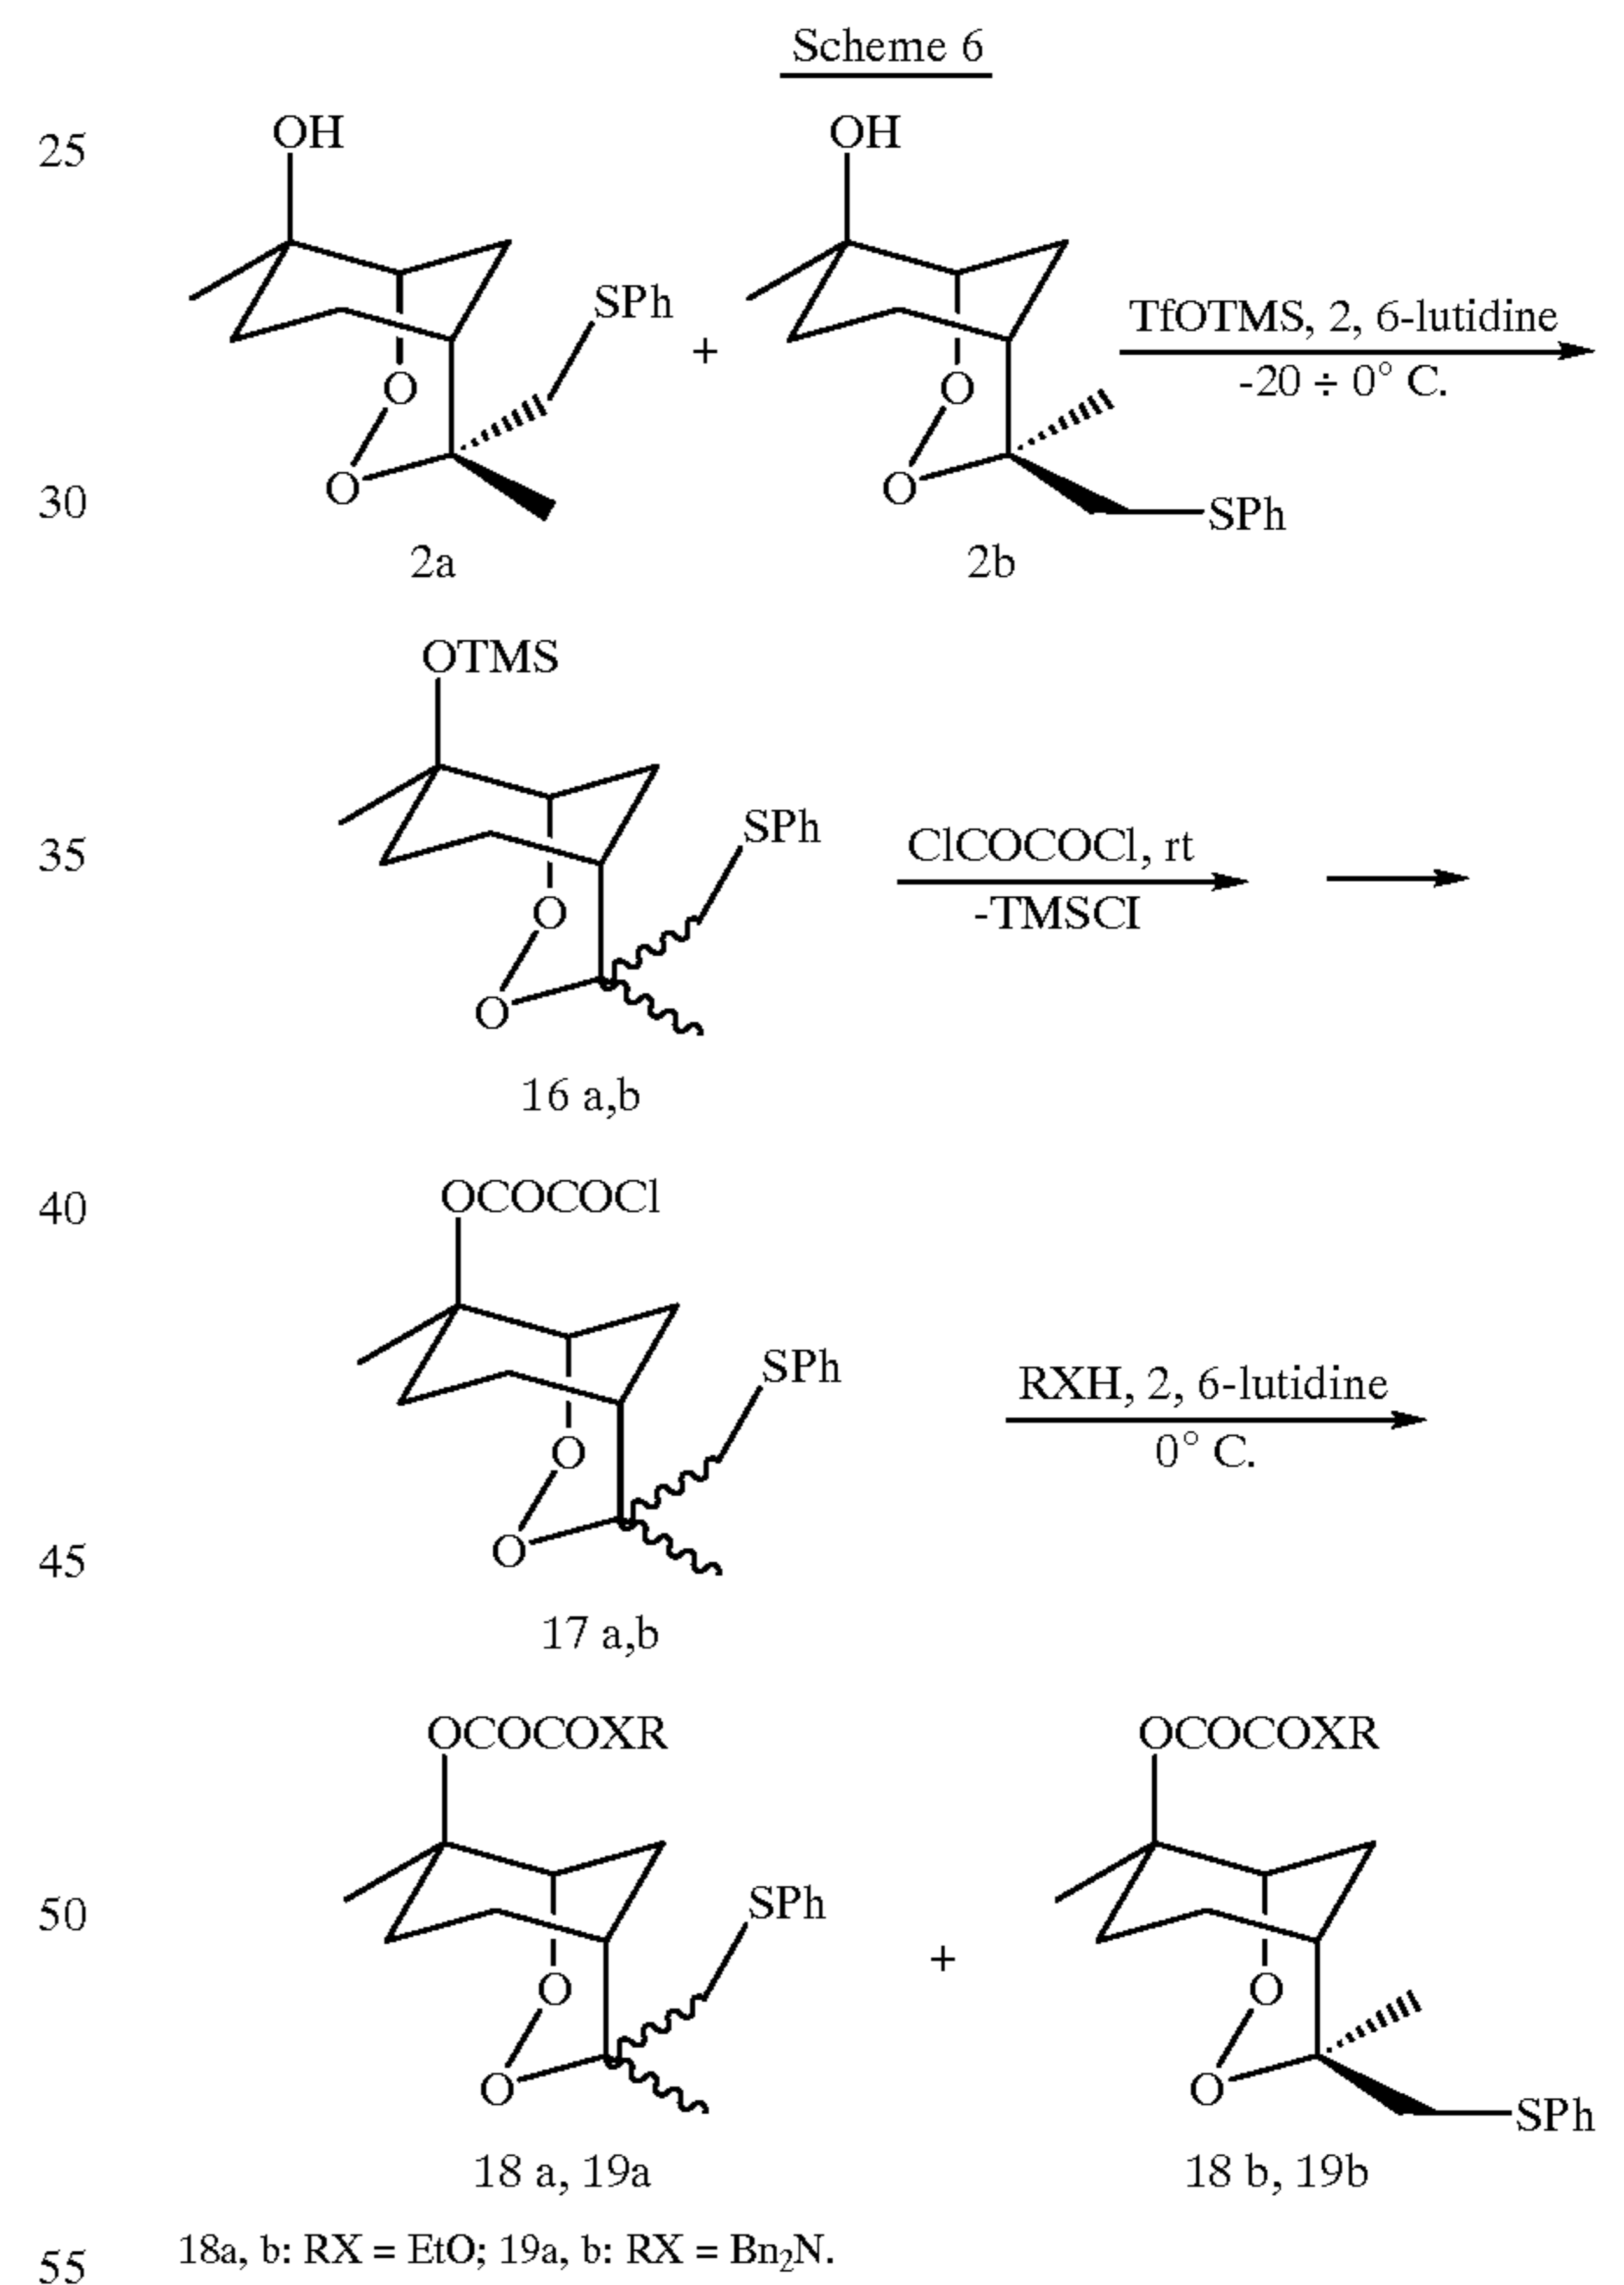 Scheme 6
25
OH
OH
SPh
+
TfOTMS, 2, 6-lutidine
-20 ÷ 0° C.
O
O
O
O
SPh
30
2a
2b
OTMS
SPh
35
ClCOCOCl, rt
-TMSCI
O
O
16 a,b
40
OCOCOCl
SPh
RXH, 2, 6-lutidine
0° C.
O
O
45
17 a,b
OCOCOXR
OCOCOXR
50
SPh
+
O
O
O
O
SPh
18 a, 19a
18 b, 19b
55
18a, b: RX = EtO; 19a, b: RX = Bn₂N.